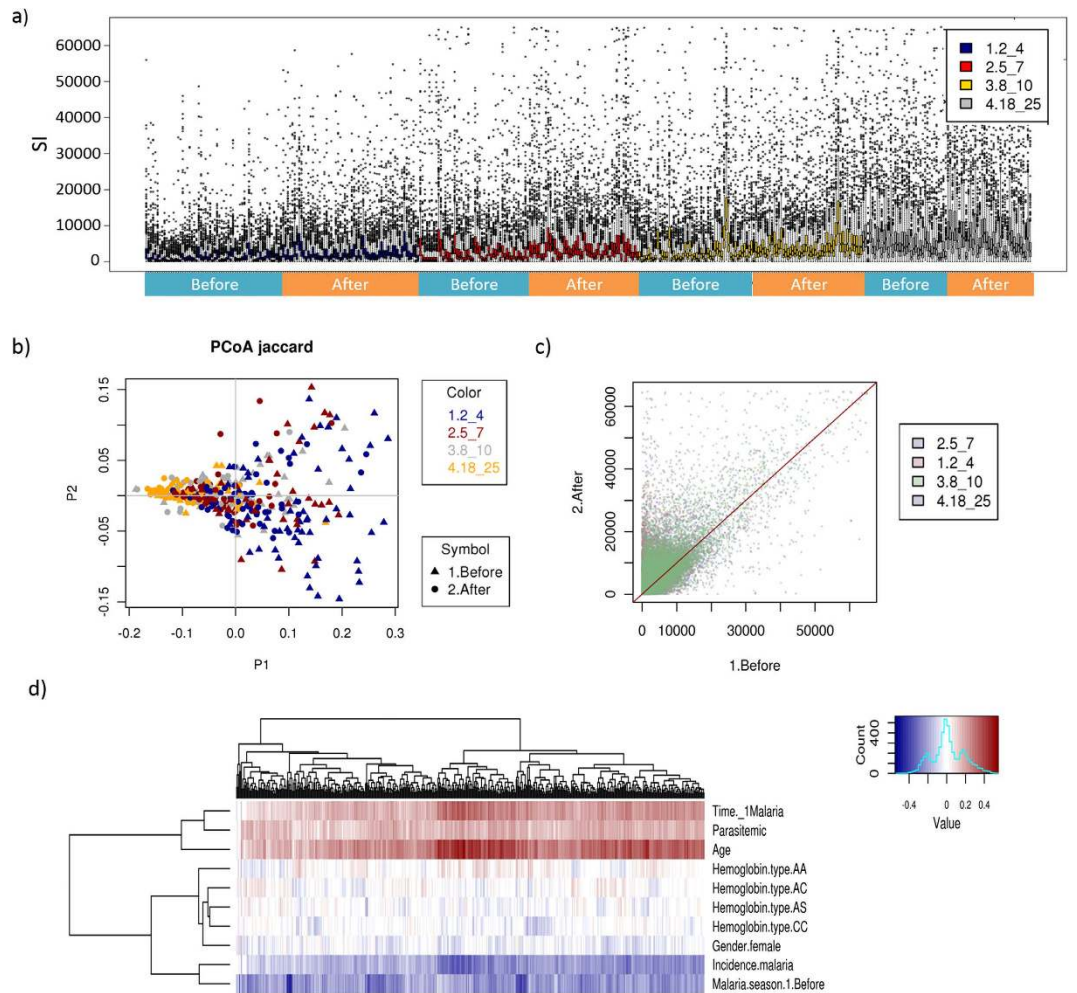 a)
60000
50000
40000
30000
20000
10000
0
SI
1.2_4
2.5_7
3.8_10
4.18_25
Before After Before After Before After Before After
b)
PCoA jaccard
0.15
0.05
-0.05
-0.15
P2
-0.2 -0.1 0.0 0.1 0.2 0.3
P1
Color
1.2_4
2.5_7
3.8_10
4.18_25
Symbol
1.Before
2.After
c)
60000
40000
20000
0
2.After
0 10000 30000 50000
1.Before
2.5_7
1.2_4
3.8_10
4.18_25
d)
Count
0 400
-0.4 0 0.2 0.4
Value
Time._1Malaria
Parasitemic
Age
Hemoglobin.type.AA
Hemoglobin.type.AC
Hemoglobin.type.AS
Hemoglobin.type.CC
Gender.female
Incidence.malaria
Malaria.season.1.Before